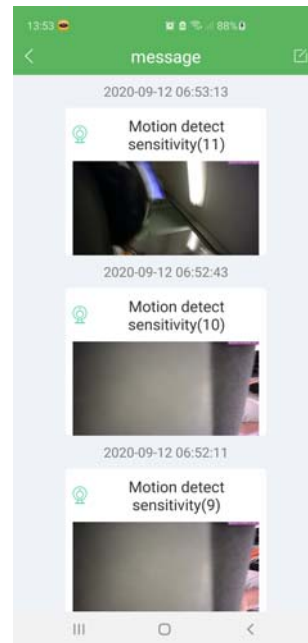 13:53 88%
message
2020-09-12 06:53:13
Motion detect
sensitivity(11)
2020-09-12 06:52:43
Motion detect
sensitivity(10)
2020-09-12 06:52:11
Motion detect
sensitivity(9)